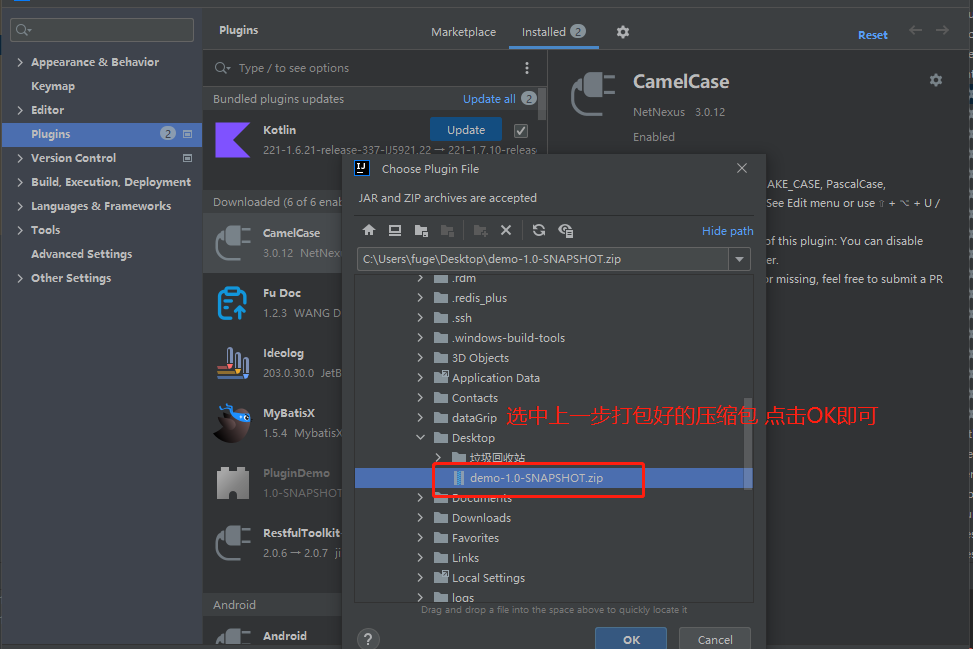 Plugins
Marketplace
Installed 2
Reset
Appearance & Behavior
Keymap
Editor
Plugins 2
Version Control
Build, Execution, Deployment
Languages & Frameworks
Tools
Advanced Settings
Other Settings
Type / to see options
Bundled plugins updates
Update all 2
Kotlin
Update
221-1.6.21-release-337-IJ5921.22 → 221-1.7.10-releas
Downloaded (6 of 6 enab
CamelCase
3.0.12 NetNexu
Fu Doc
1.2.3 WANG D
Ideolog
203.0.30.0 JetB
MyBatisX
1.5.4 MybatisX
PluginDemo
1.0-SNAPSHOT
RestfulToolkit
2.0.6 → 2.0.7 ji
Android
Android
CamelCase
NetNexus 3.0.12
Enabled
AKE_CASE, PascalCase,
See Edit menu or use ⇧ + ⌥ + U /
of this plugin: You can disable
er.
or missing, feel free to submit a PR
Choose Plugin File
JAR and ZIP archives are accepted
Hide path
C:\Users\fuge\Desktop\demo-1.0-SNAPSHOT.zip
.rdm
.redis_plus
.ssh
.windows-build-tools
3D Objects
Application Data
Contacts
dataGrip
选中上一步打包好的压缩包 点击OK即可
Desktop
垃圾回收站
demo-1.0-SNAPSHOT.zip
Documents
Downloads
Favorites
Links
Local Settings
logs
Drag and drop a file into the space above to quickly locate it
?
OK
Cancel